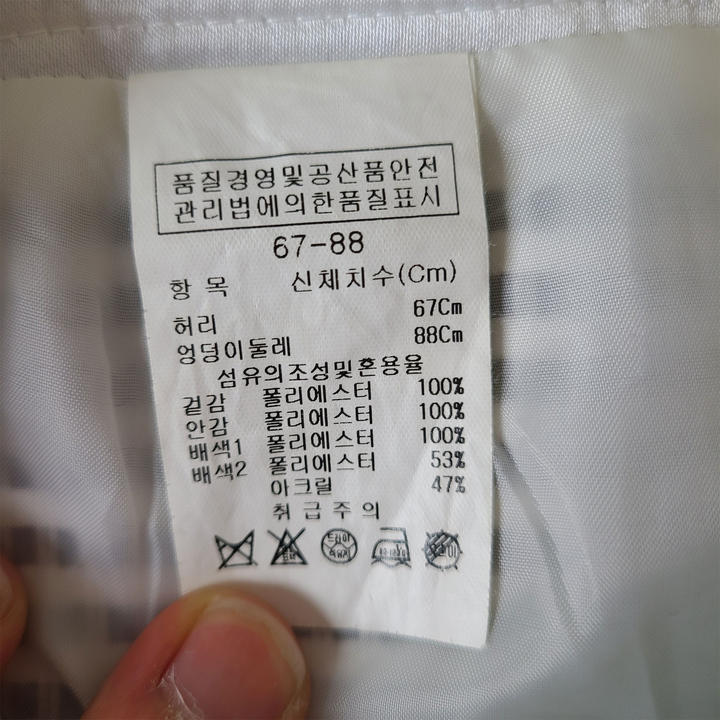 품질경영및공산품안전
관리법에의한품질표시
67-88
항 목 신체치수(Cm)
허리 67Cm
엉덩이둘레 88Cm
섬유의조성및혼용율
겉감 폴리에스터 100%
안감 폴리에스터 100%
배색1 폴리에스터 100%
배색2 폴리에스터 53%
아크릴 47%
취 급 주 의
드라이